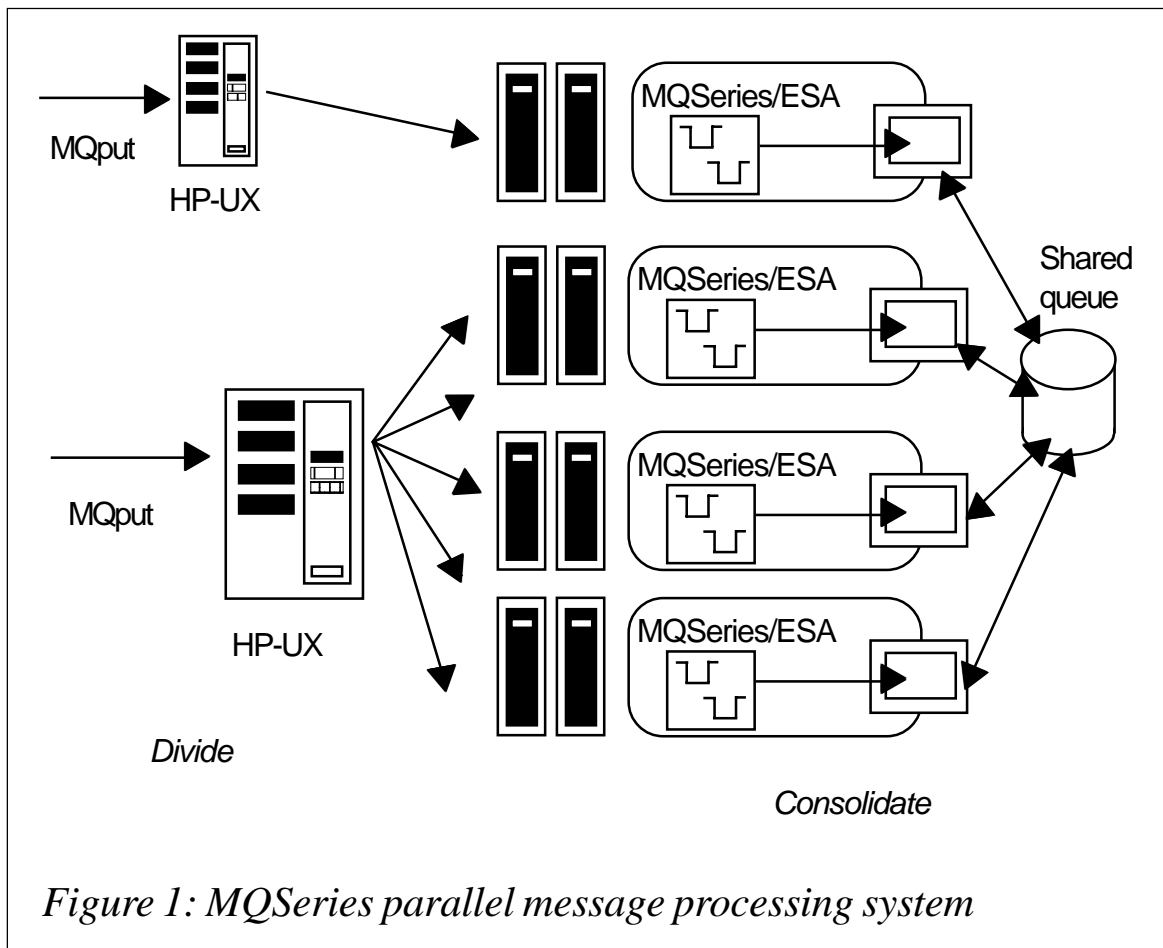 MQput
HP-UX
MQSeries/ESA
MQSeries/ESA
Shared
queue
MQSeries/ESA
MQput
HP-UX
MQSeries/ESA
Divide
Consolidate
Figure 1: MQSeries parallel message processing system